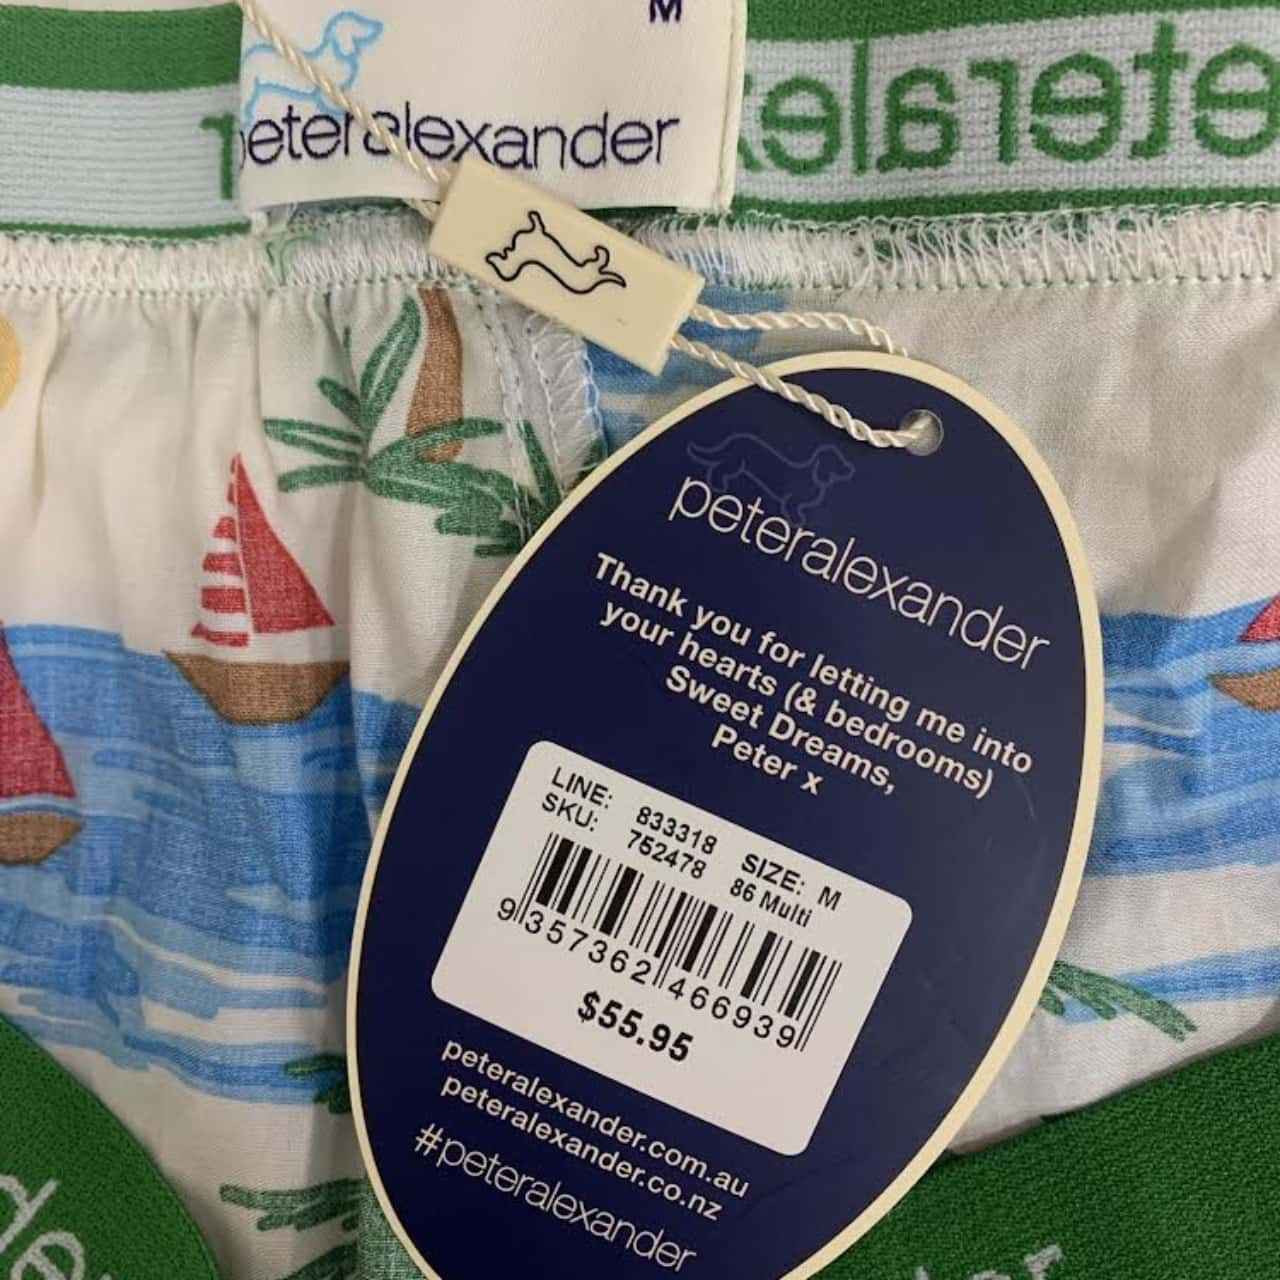 M
peteralexander
peteralexander
Thank you for letting me into
your hearts (& bedrooms)
Sweet Dreams,
Peter x
LINE: 833318 SIZE: M
SKU: 752478 86 Multi
9 357362 466939
$55.95
peteralexander.com.au
peteralexander.co.nz
#peteralexander